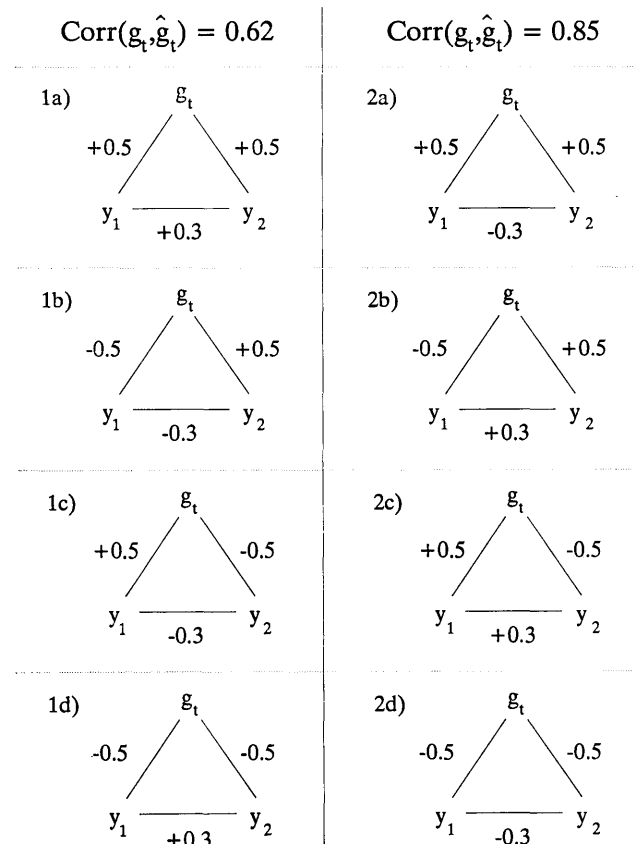 Corr(g_t,ĝ_t) = 0.62 Corr(g_t,ĝ_t) = 0.85
1a) g_t 2a) g_t
+0.5 +0.5 +0.5 +0.5
y_1 y_2 y_1 y_2
+0.3 -0.3
1b) g_t 2b) g_t
-0.5 +0.5 -0.5 +0.5
y_1 y_2 y_1 y_2
-0.3 +0.3
1c) g_t 2c) g_t
+0.5 -0.5 +0.5 -0.5
y_1 y_2 y_1 y_2
-0.3 +0.3
1d) g_t 2d) g_t
-0.5 -0.5 -0.5 -0.5
y_1 y_2 y_1 y_2
+0.3 -0.3